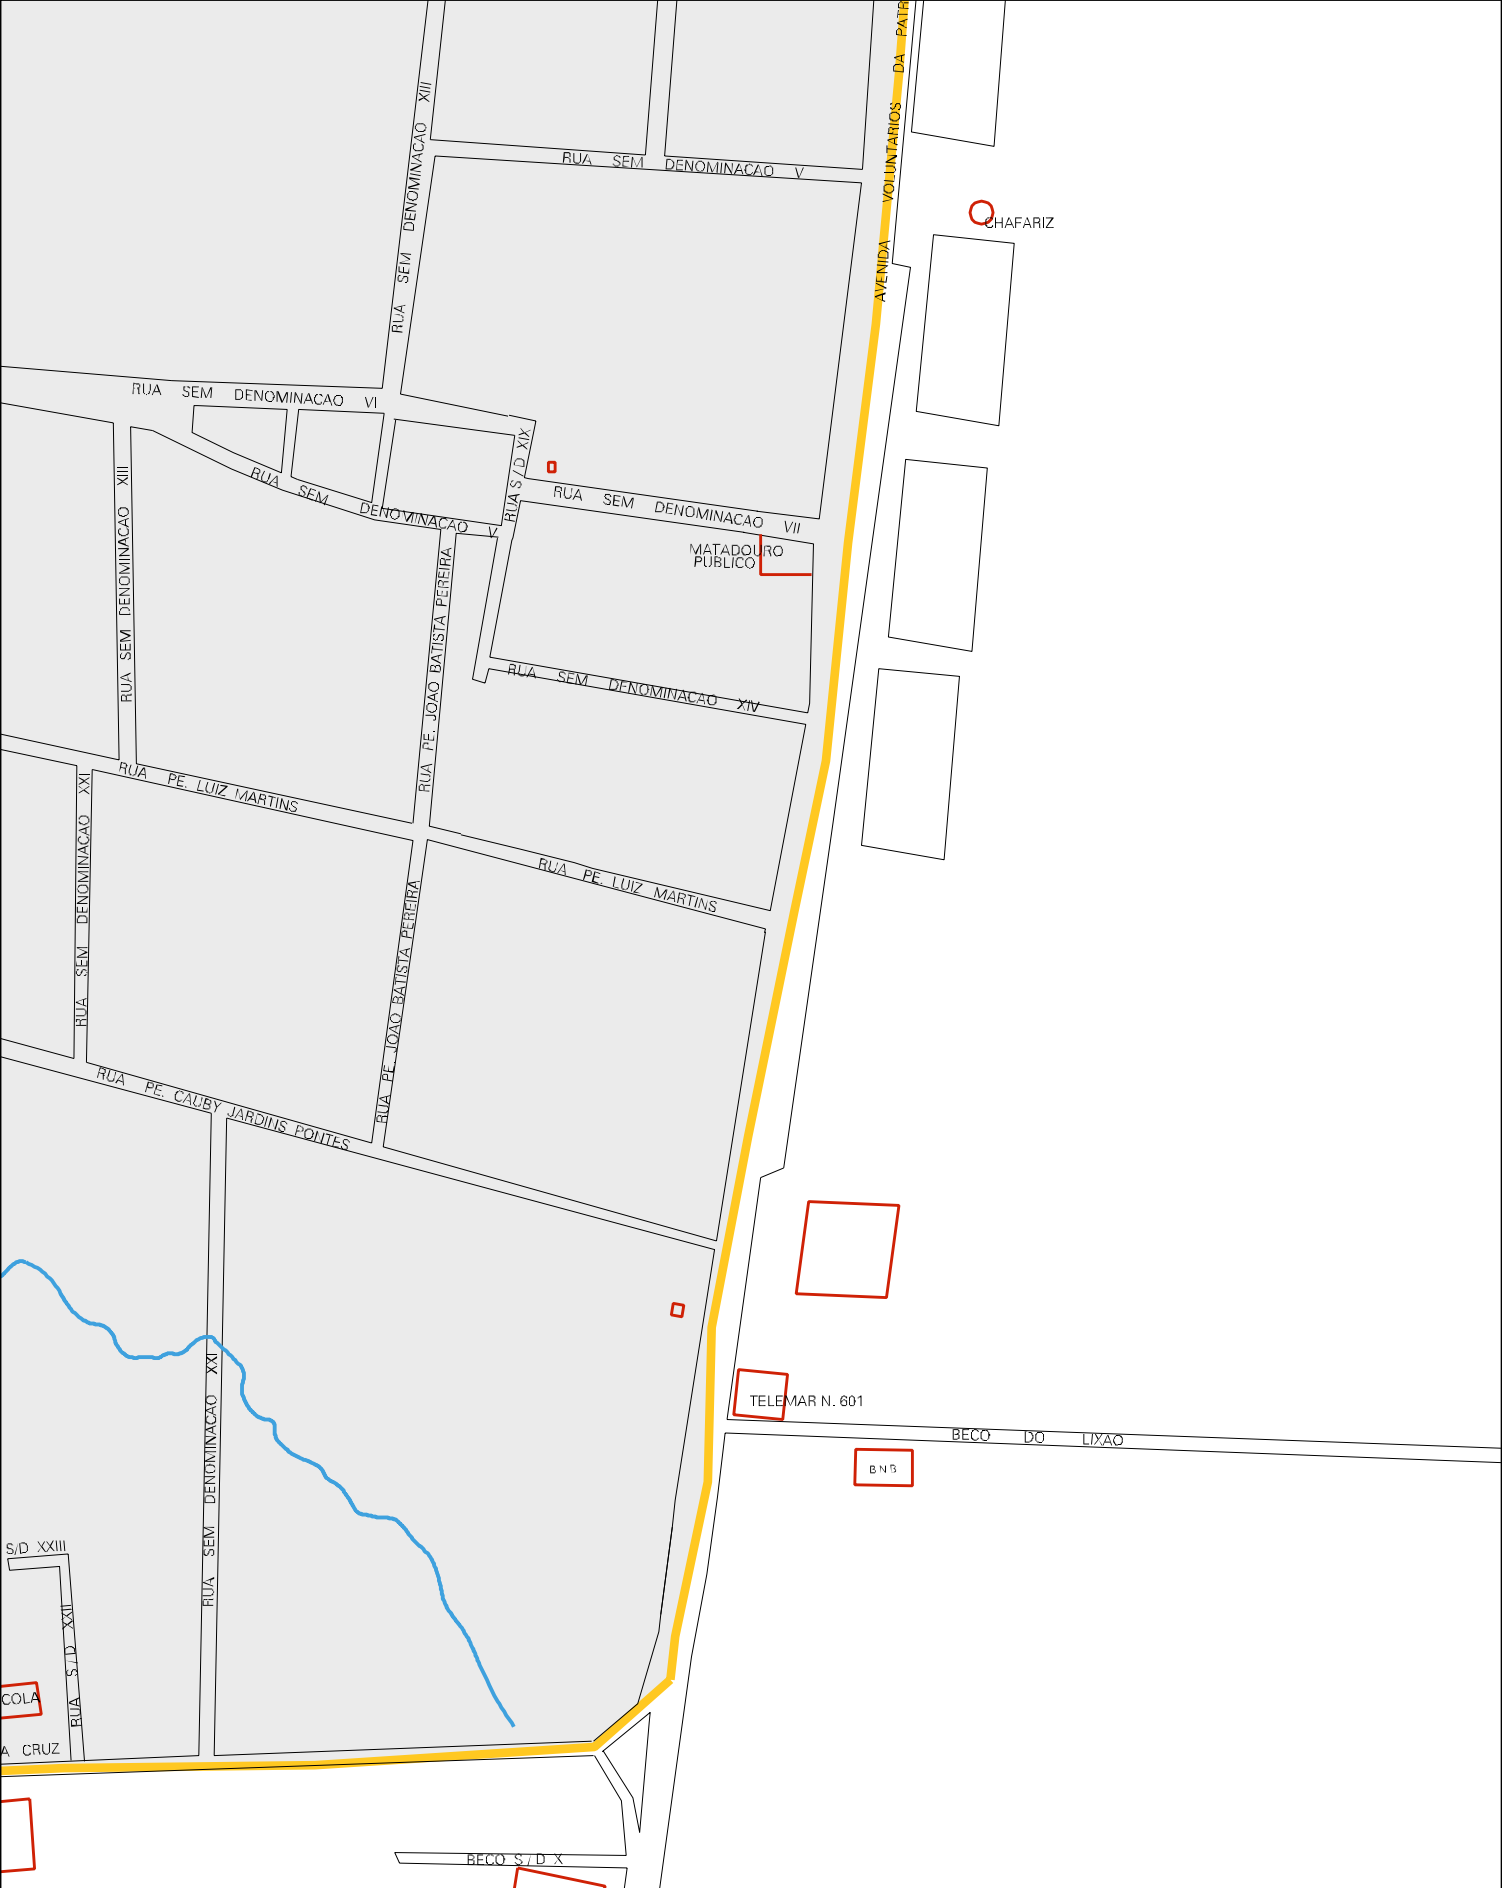 AVENIDA VOLUNTARIOS DA PATR
RUA SEM DENOMINACAO XIII
RUA SEM DENOMINACAO V
CHAFARIZ
RUA SEM DENOMINACAO VI
RUA S/D XIX
RUA SEM DENOMINACAO V
RUA SEM DENOMINACAO VII
RUA SEM DENOMINACAO XIII
MATADOURO
PUBLICO
RUA PE. JOAO BATISTA PEREIRA
RUA SEM DENOMINACAO XIV
RUA PE. LUIZ MARTINS
RUA SEM DENOMINACAO XXI
RUA PE. LUIZ MARTINS
RUA PE. JOAO BATISTA PEREIRA
RUA PE. CAUBY JARDINS PONTES
RUA SEM DENOMINACAO XXI
TELEMAR N. 601
BECO DO LIXAO
BNB
S/D XXIII
RUA S/D XXII
COLA
A CRUZ
BECO S/D X